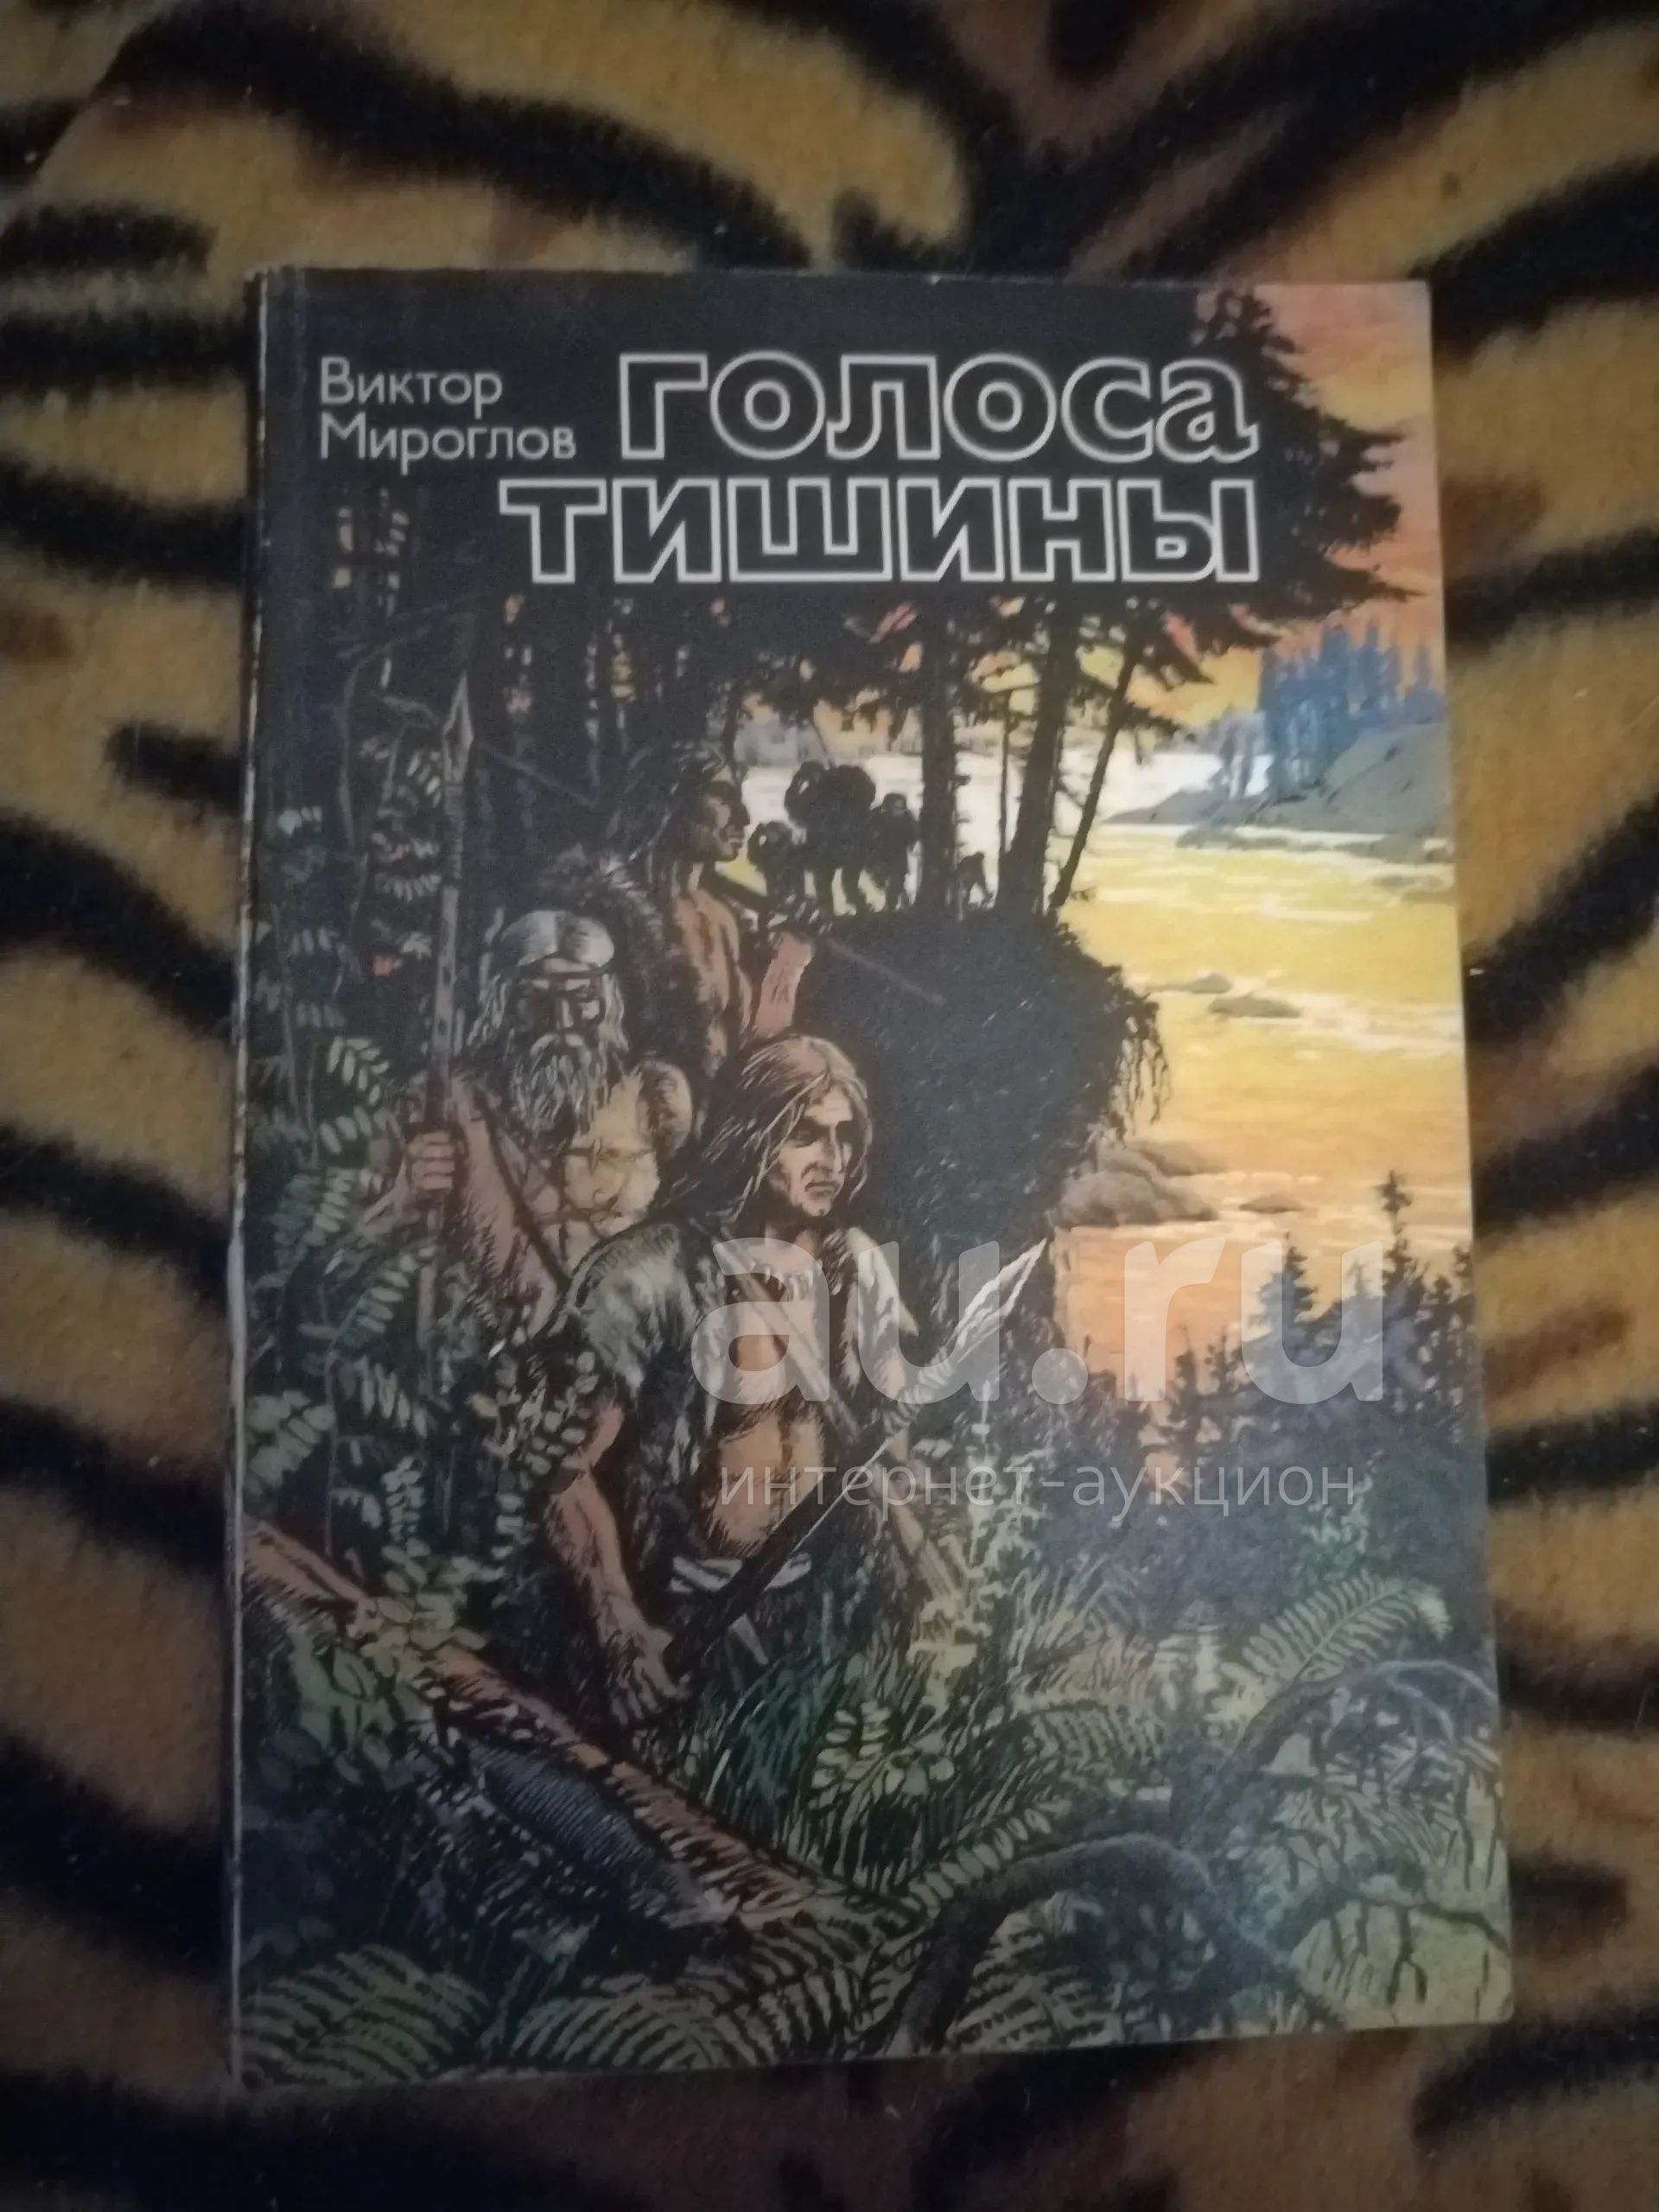 Виктор
Мироглов
ГОЛОСА
ТИШИНЫ
au.ru
интернет-аукцион